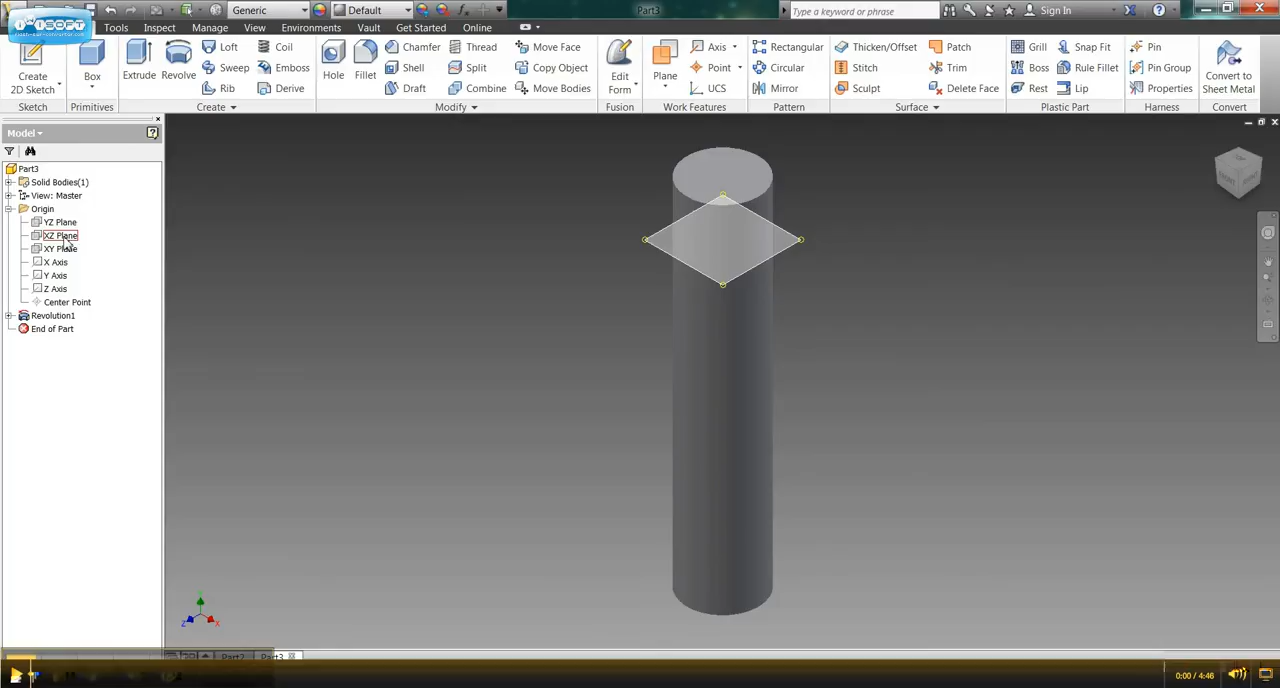 Generic Default Part3 Type a keyword or phrase Sign In
Tools Inspect Manage View Environments Vault Get Started Online
Create
2D Sketch
Box
Extrude
Revolve
Loft
Sweep
Rib
Coil
Emboss
Derive
Hole
Fillet
Chamfer
Shell
Draft
Thread
Split
Combine
Move Face
Copy Object
Move Bodies
Edit
Form
Plane
Axis
Point
UCS
Rectangular
Circular
Mirror
Thicken/Offset
Stitch
Sculpt
Patch
Trim
Delete Face
Grill
Boss
Rest
Snap Fit
Rule Fillet
Lip
Pin
Pin Group
Properties
Convert to
Sheet Metal
Sketch Primitives Create Modify Fusion Work Features Pattern Surface Plastic Part Harness Convert
Model
Part3
Solid Bodies(1)
View: Master
Origin
YZ Plane
XZ Plane
XY Plane
X Axis
Y Axis
Z Axis
Center Point
Revolution1
End of Part
FRONT
Z X
Part2 Part3
0:00 / 4:46